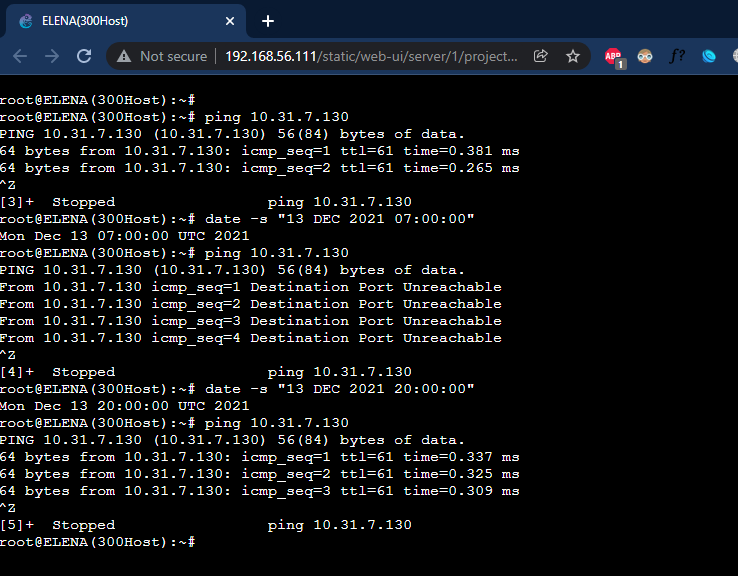 ELENA(300Host)
Not secure 192.168.56.111/static/web-ui/server/1/project...
ABP
1
f?
root@ELENA(300Host):~#
root@ELENA(300Host):~# ping 10.31.7.130
PING 10.31.7.130 (10.31.7.130) 56(84) bytes of data.
64 bytes from 10.31.7.130: icmp_seq=1 ttl=61 time=0.381 ms
64 bytes from 10.31.7.130: icmp_seq=2 ttl=61 time=0.265 ms
^Z
[3]+  Stopped                 ping 10.31.7.130
root@ELENA(300Host):~# date -s "13 DEC 2021 07:00:00"
Mon Dec 13 07:00:00 UTC 2021
root@ELENA(300Host):~# ping 10.31.7.130
PING 10.31.7.130 (10.31.7.130) 56(84) bytes of data.
From 10.31.7.130 icmp_seq=1 Destination Port Unreachable
From 10.31.7.130 icmp_seq=2 Destination Port Unreachable
From 10.31.7.130 icmp_seq=3 Destination Port Unreachable
From 10.31.7.130 icmp_seq=4 Destination Port Unreachable
^Z
[4]+  Stopped                 ping 10.31.7.130
root@ELENA(300Host):~# date -s "13 DEC 2021 20:00:00"
Mon Dec 13 20:00:00 UTC 2021
root@ELENA(300Host):~# ping 10.31.7.130
PING 10.31.7.130 (10.31.7.130) 56(84) bytes of data.
64 bytes from 10.31.7.130: icmp_seq=1 ttl=61 time=0.337 ms
64 bytes from 10.31.7.130: icmp_seq=2 ttl=61 time=0.325 ms
64 bytes from 10.31.7.130: icmp_seq=3 ttl=61 time=0.309 ms
^Z
[5]+  Stopped                 ping 10.31.7.130
root@ELENA(300Host):~#